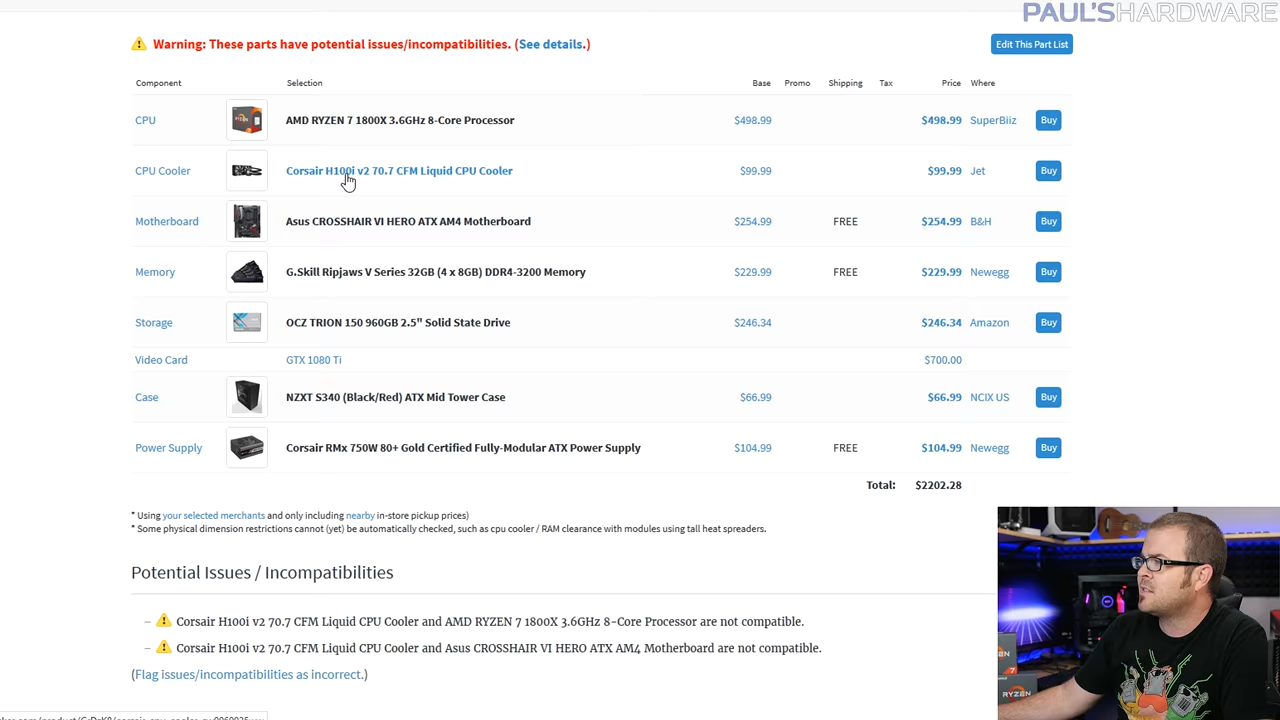 PAUL'SHARDWARE
Warning: These parts have potential issues/incompatibilities. (See details.)
Edit This Part List
Component Selection Base Promo Shipping Tax Price Where
CPU AMD RYZEN 7 1800X 3.6GHz 8-Core Processor $498.99 $498.99 SuperBiiz Buy
CPU Cooler Corsair H100i v2 70.7 CFM Liquid CPU Cooler $99.99 $99.99 Jet Buy
Motherboard Asus CROSSHAIR VI HERO ATX AM4 Motherboard $254.99 FREE $254.99 B&H Buy
Memory G.Skill Ripjaws V Series 32GB (4 x 8GB) DDR4-3200 Memory $229.99 FREE $229.99 Newegg Buy
Storage OCZ TRION 150 960GB 2.5" Solid State Drive $246.34 $246.34 Amazon Buy
Video Card GTX 1080 Ti $700.00
Case NZXT S340 (Black/Red) ATX Mid Tower Case $66.99 $66.99 NCIX US Buy
Power Supply Corsair RMx 750W 80+ Gold Certified Fully-Modular ATX Power Supply $104.99 FREE $104.99 Newegg Buy
Total: $2202.28
* Using your selected merchants and only including nearby in-store pickup prices)
* Some physical dimension restrictions cannot (yet) be automatically checked, such as cpu cooler / RAM clearance with modules using tall heat spreaders.
Potential Issues / Incompatibilities
– Corsair H100i v2 70.7 CFM Liquid CPU Cooler and AMD RYZEN 7 1800X 3.6GHz 8-Core Processor are not compatible.
– Corsair H100i v2 70.7 CFM Liquid CPU Cooler and Asus CROSSHAIR VI HERO ATX AM4 Motherboard are not compatible.
(Flag issues/incompatibilities as incorrect.)
RYZEN